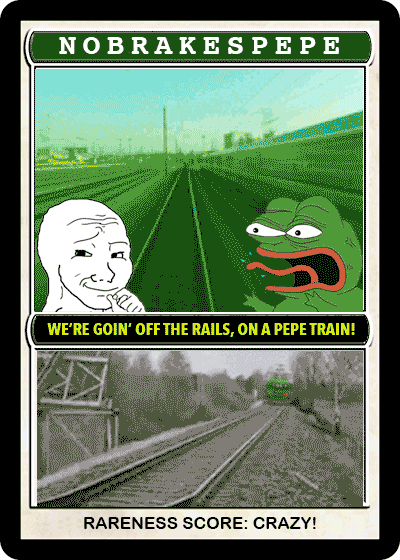 NOBRAKESPEPE
WE'RE GOIN' OFF THE RAILS, ON A PEPE TRAIN!
RARENESS SCORE: CRAZY!